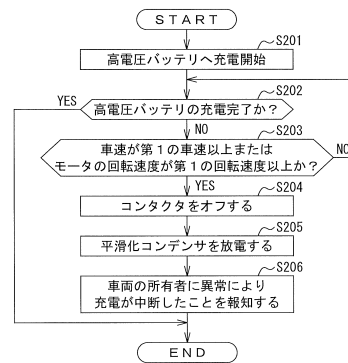 START
S201
高電圧バッテリへ充電開始
S202
YES
高電圧バッテリの充電完了か?
NO
S203
車速が第1の車速以上または
モータの回転速度が第1の回転速度以上か?
NO
YES
S204
コンタクタをオフする
S205
平滑化コンデンサを放電する
S206
車両の所有者に異常により
充電が中断したことを報知する
END